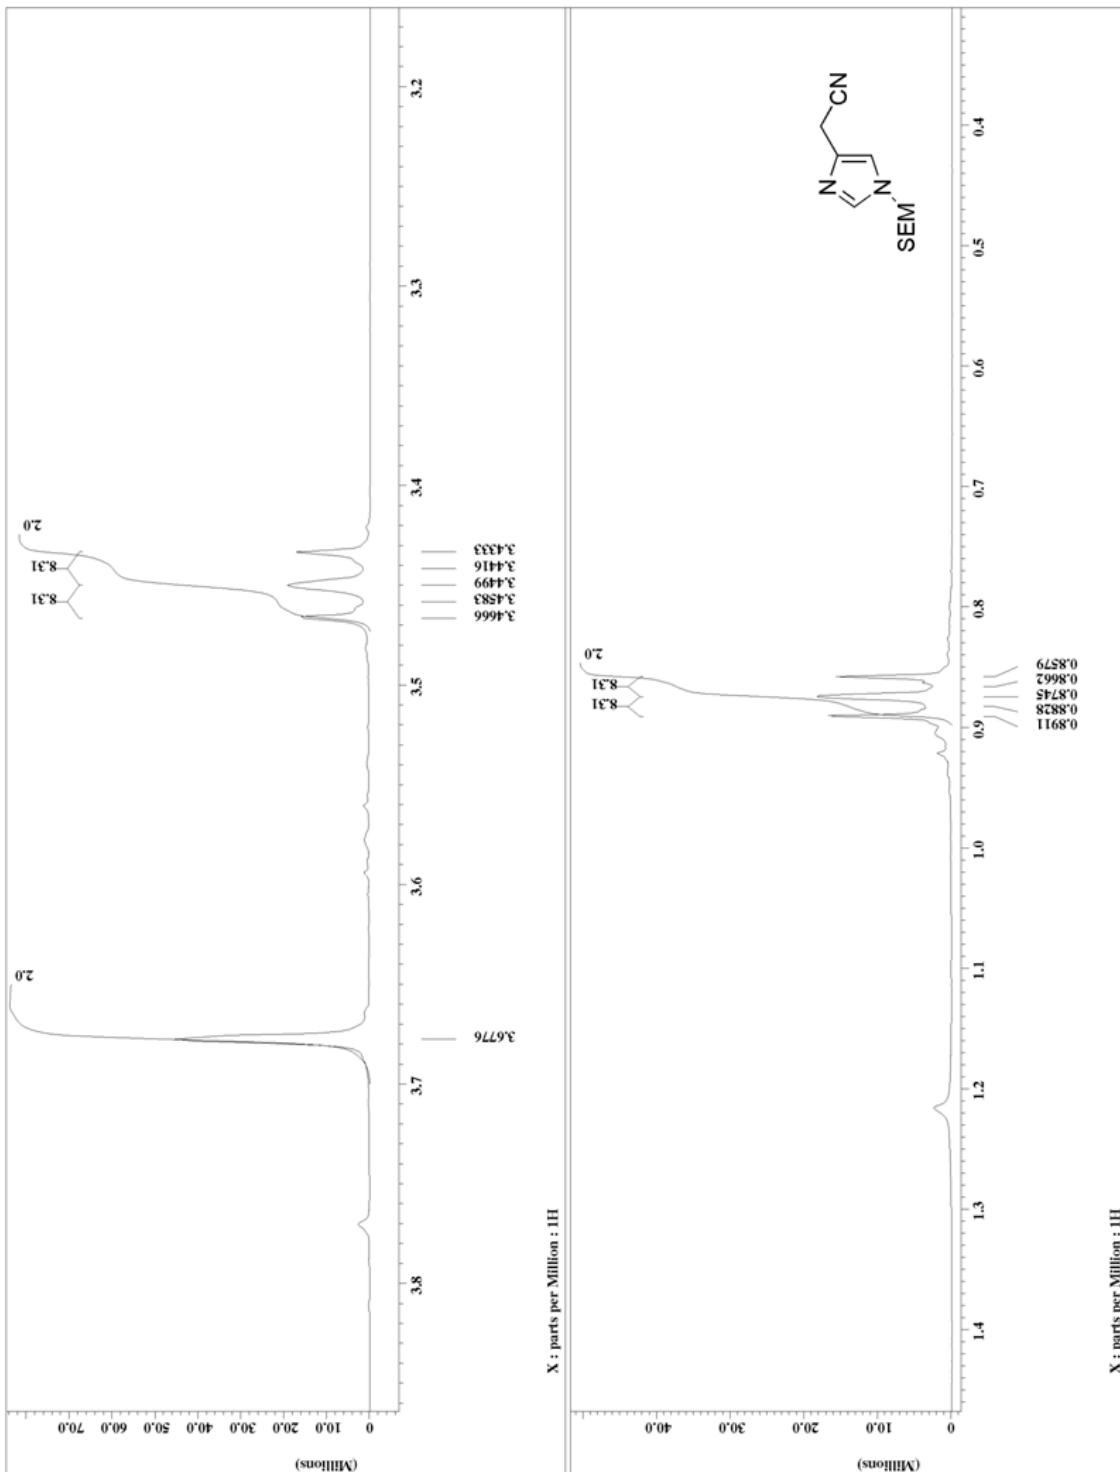 (Millions)
70.0 60.0 50.0 40.0 30.0 20.0 10.0 0
2.0
2.0
8.31
8.31
3.8 3.7 3.6 3.5 3.4 3.3 3.2
3.6776
3.4666
3.4583
3.4499
3.4416
3.4333
X : parts per Million : 1H
(Millions)
40.0 30.0 20.0 10.0 0
2.0
8.31
8.31
1.4 1.3 1.2 1.1 1.0 0.9 0.8 0.7 0.6 0.5 0.4
0.8911
0.8828
0.8745
0.8662
0.8579
X : parts per Million : 1H
CN
N
N
SEM